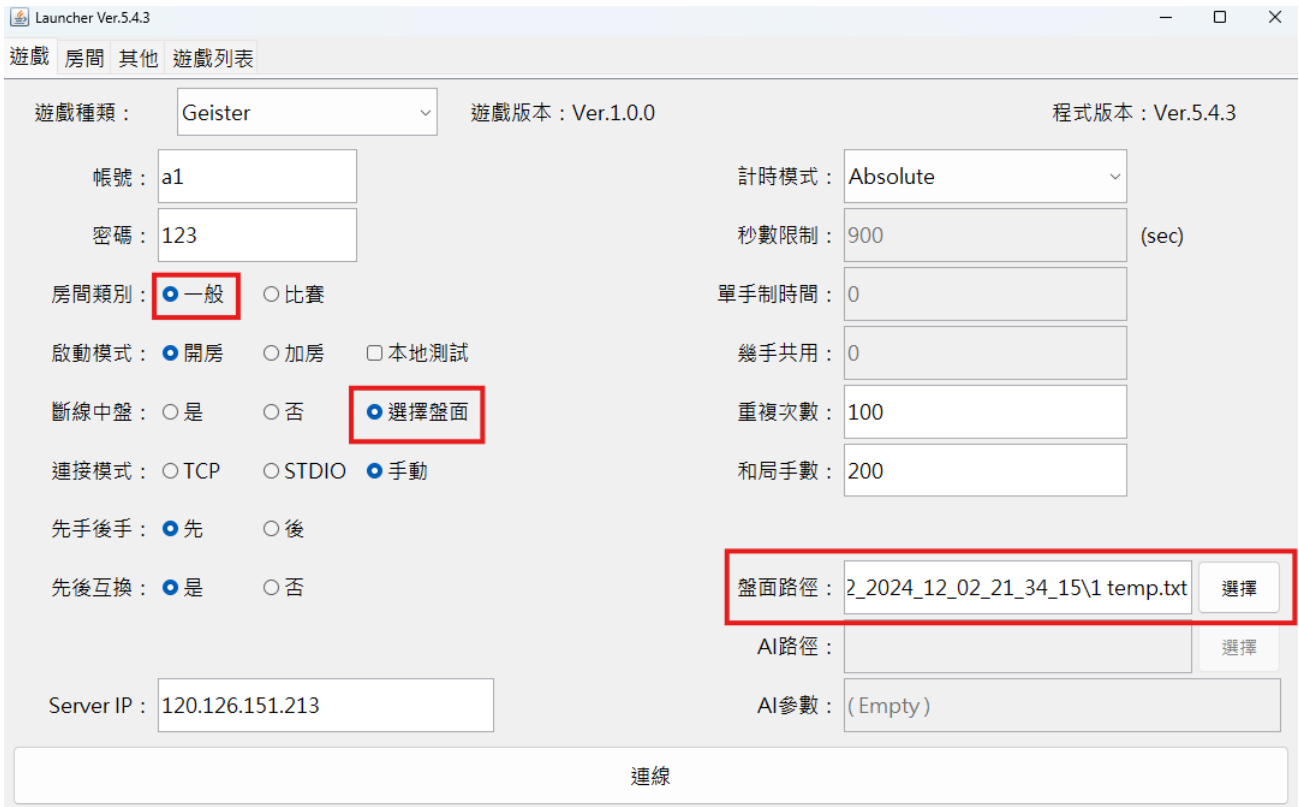 Launcher Ver.5.4.3
遊戲 房間 其他 遊戲列表
遊戲種類： Geister 遊戲版本：Ver.1.0.0 程式版本：Ver.5.4.3
帳號： a1 計時模式： Absolute
密碼： 123 秒數限制： 900 (sec)
房間類別： 一般 比賽 單手制時間： 0
啟動模式： 開房 加房 本地測試 幾手共用： 0
斷線中盤： 是 否 選擇盤面 重複次數： 100
連接模式： TCP STDIO 手動 和局手數： 200
先手後手： 先 後
先後互換： 是 否 盤面路徑： 2_2024_12_02_21_34_15\1 temp.txt 選擇
AI路徑： 選擇
Server IP： 120.126.151.213 AI參數： (Empty)
連線